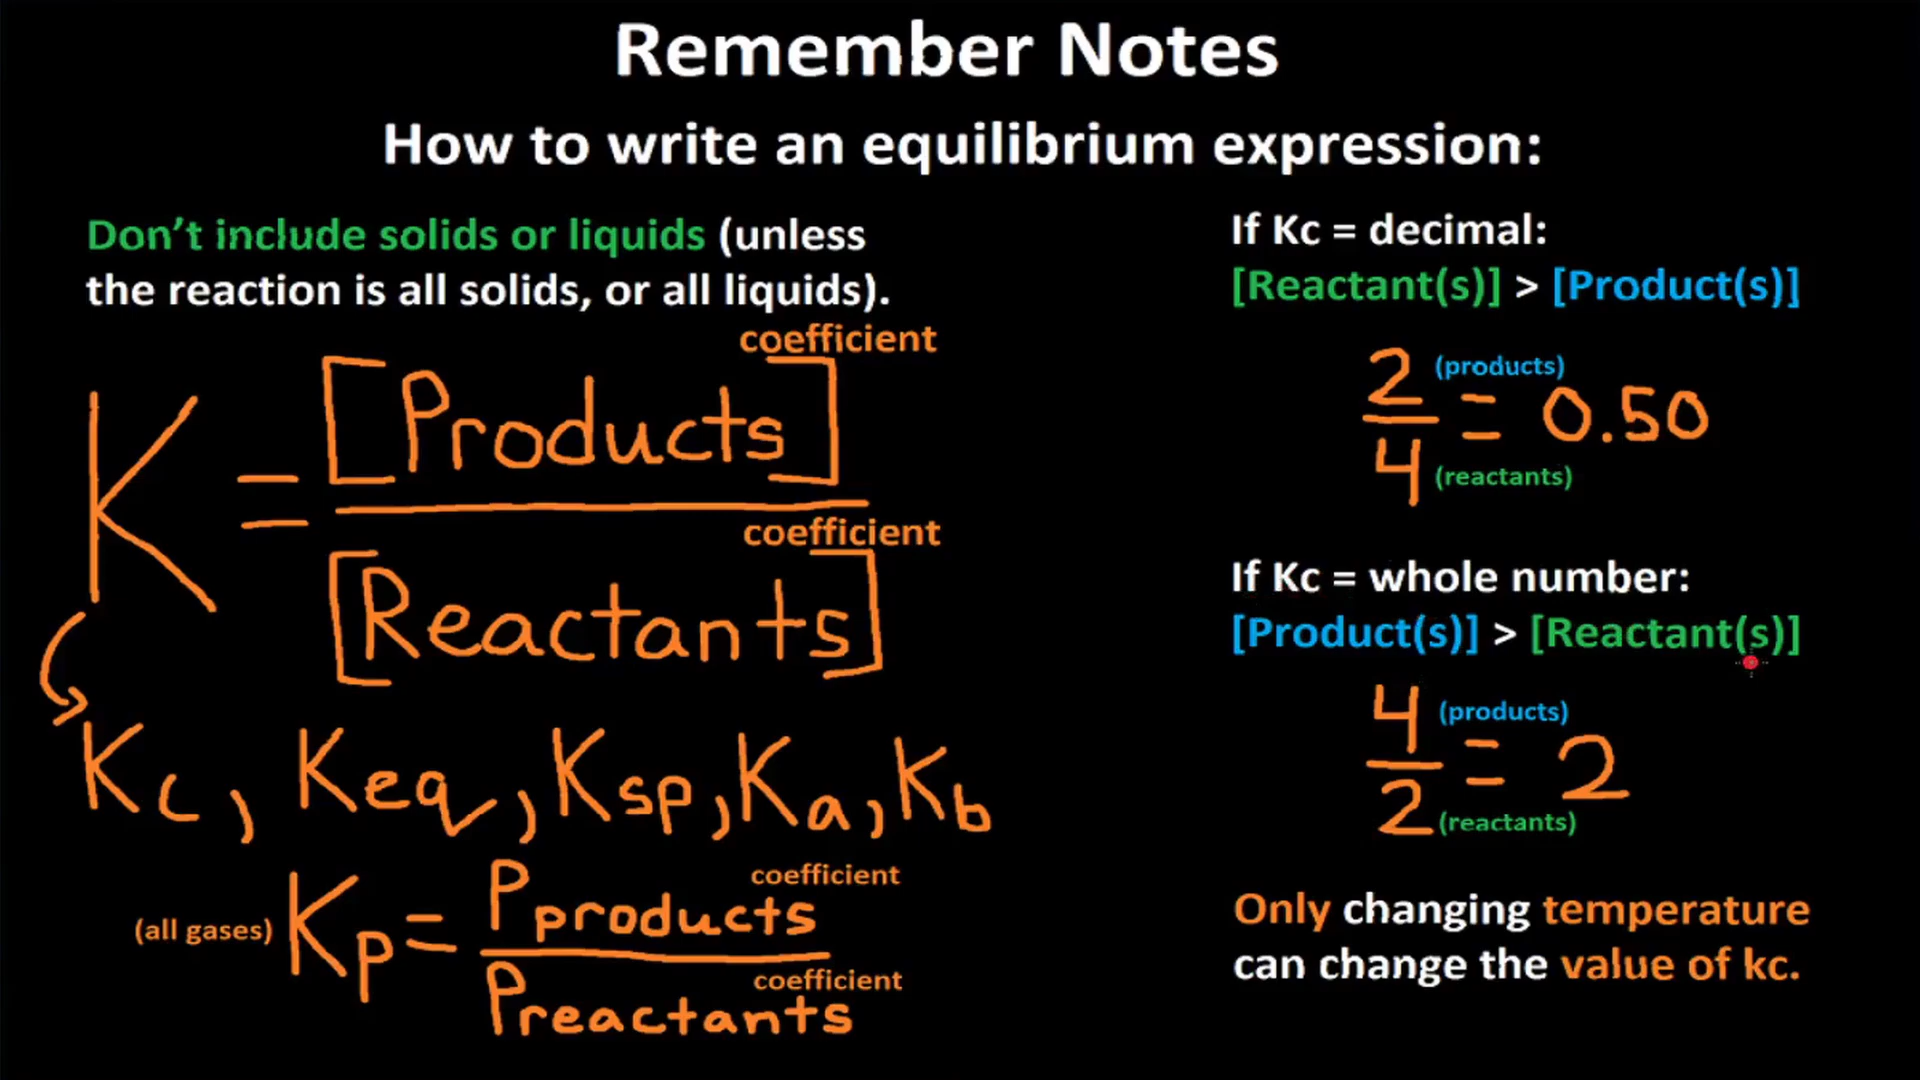 Remember Notes
How to write an equilibrium expression:
Don't include solids or liquids (unless
the reaction is all solids, or all liquids).
coefficient
K = [Products]
coefficient
[Reactants]
Kc, Keq, Ksp, Ka, Kb
coefficient
(all gases) Kp = Pproducts
coefficient
Preactants
If Kc = decimal:
[Reactant(s)] > [Product(s)]
2 (products)
= 0.50
4 (reactants)
If Kc = whole number:
[Product(s)] > [Reactant(s)]
4 (products)
= 2
2 (reactants)
Only changing temperature
can change the value of kc.